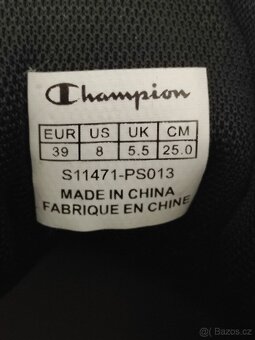 Champion
EUR US UK CM
39 8 5.5 25.0
S11471-PS013
MADE IN CHINA
FABRIQUE EN CHINE
Bazos.cz